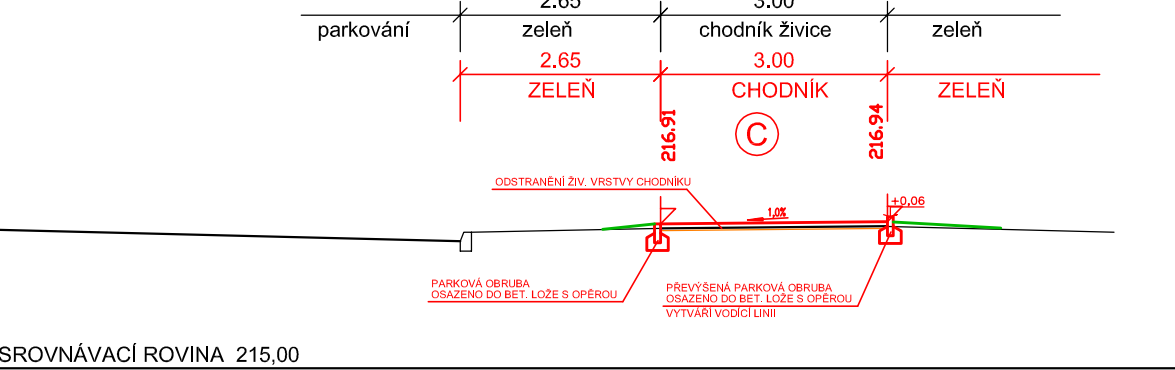 2.65 3.00
parkování zeleň chodník živice zeleň
2.65 3.00
ZELEŇ CHODNÍK ZELEŇ
216.91 C 216.94
ODSTRANĚNÍ ŽIV. VRSTVY CHODNÍKU
1,0% +0,06
PARKOVÁ OBRUBA
OSAZENO DO BET. LOŽE S OPĚROU
PŘEVÝŠENÁ PARKOVÁ OBRUBA
OSAZENO DO BET. LOŽE S OPĚROU
VYTVÁŘÍ VODÍCÍ LINII
SROVNÁVACÍ ROVINA 215,00